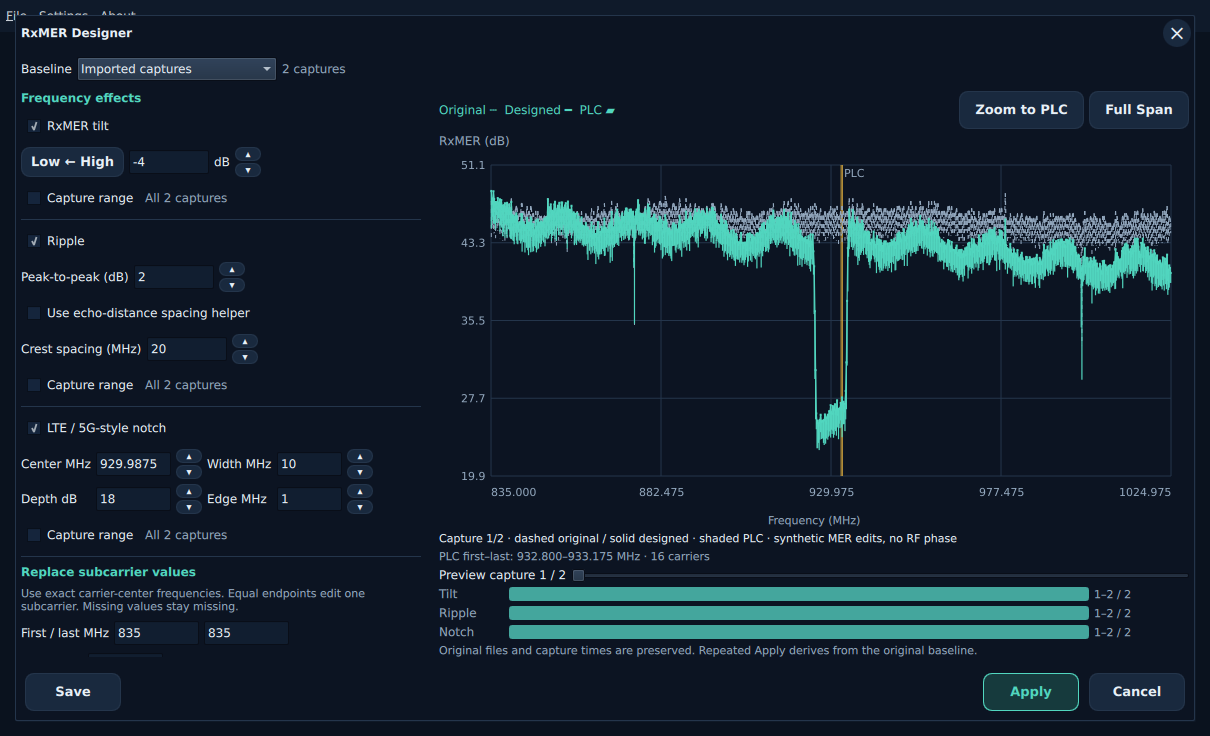 File Settings About
RxMER Designer
Baseline Imported captures 2 captures
Frequency effects
✓ RxMER tilt
Low ← High -4 dB
Capture range All 2 captures
✓ Ripple
Peak-to-peak (dB) 2
Use echo-distance spacing helper
Crest spacing (MHz) 20
Capture range All 2 captures
✓ LTE / 5G-style notch
Center MHz 929.9875 Width MHz 10
Depth dB 18 Edge MHz 1
Capture range All 2 captures
Replace subcarrier values
Use exact carrier-center frequencies. Equal endpoints edit one
subcarrier. Missing values stay missing.
First / last MHz 835 835
Save
Original – Designed – PLC
Zoom to PLC Full Span
RxMER (dB)
51.1
PLC
43.3
35.5
27.7
19.9
835.000 882.475 929.975 977.475 1024.975
Frequency (MHz)
Capture 1/2 · dashed original / solid designed · shaded PLC · synthetic MER edits, no RF phase
PLC first–last: 932.800–933.175 MHz · 16 carriers
Preview capture 1 / 2
Tilt 1–2 / 2
Ripple 1–2 / 2
Notch 1–2 / 2
Original files and capture times are preserved. Repeated Apply derives from the original baseline.
Apply Cancel